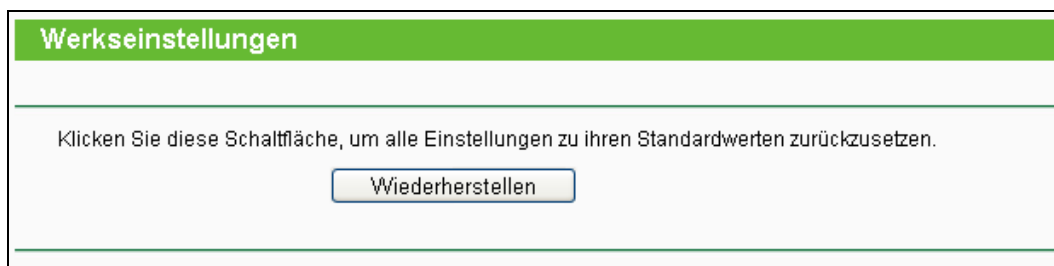 Werkseinstellungen
Klicken Sie diese Schaltfläche, um alle Einstellungen zu ihren Standardwerten zurückzusetzen.
Wiederherstellen